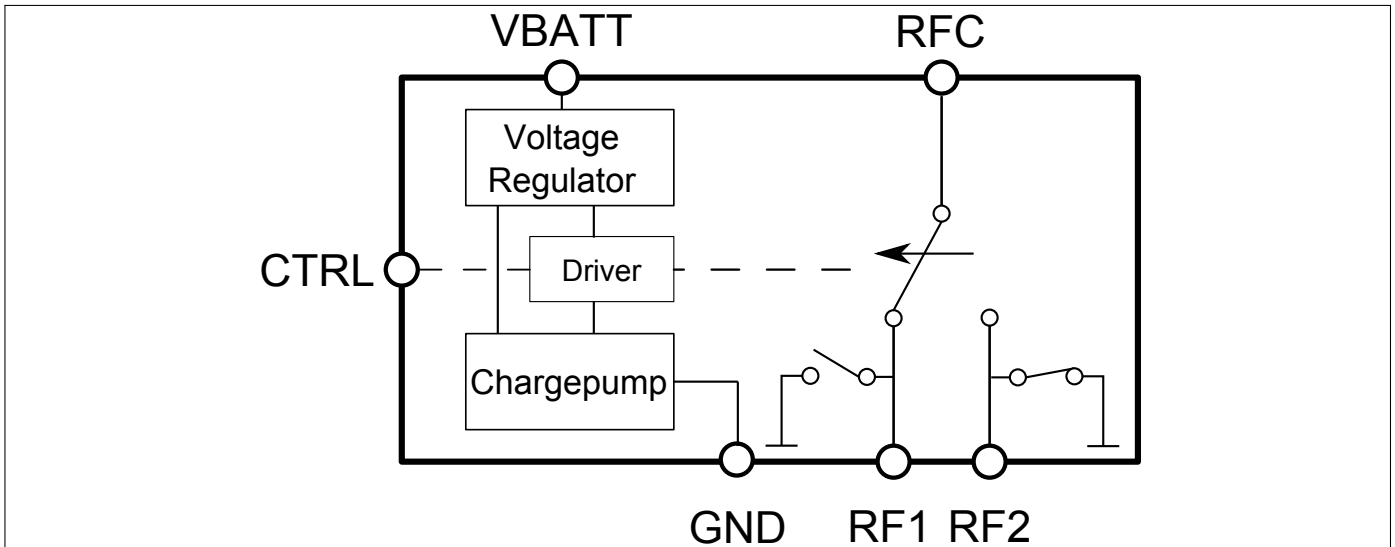 VBATT
RFC
Voltage
Regulator
CTRL
Driver
Chargepump
GND
RF1
RF2